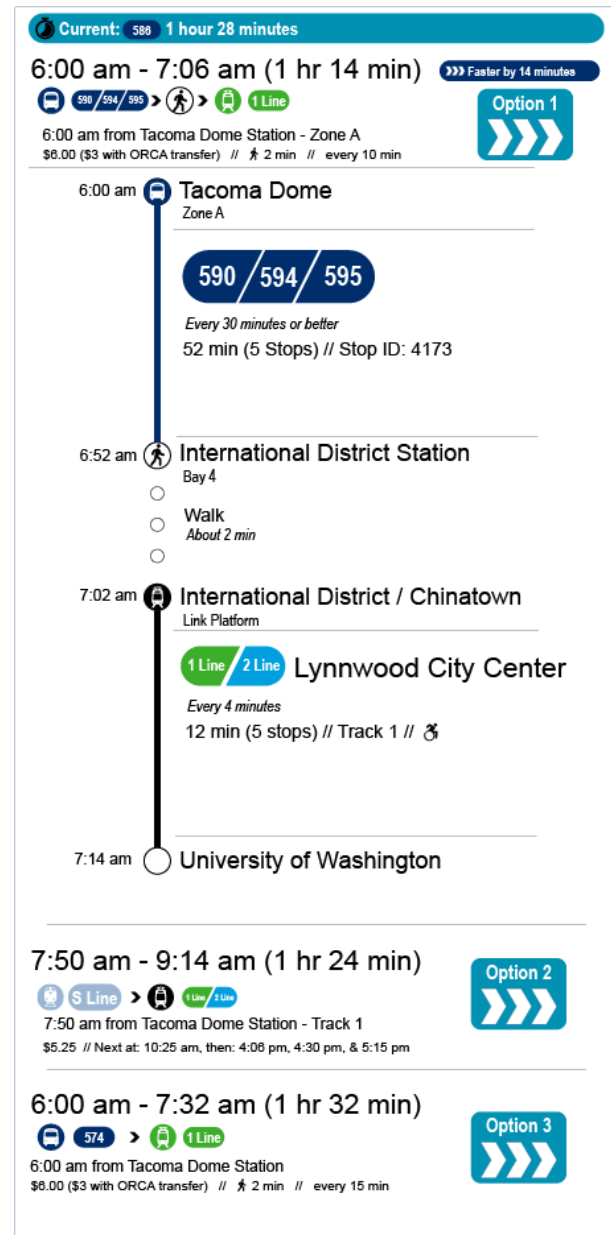 Current: 586 1 hour 28 minutes
6:00 am - 7:06 am (1 hr 14 min)
>>> Faster by 14 minutes
590/594/595 > > 1 Line
Option 1
6:00 am from Tacoma Dome Station - Zone A
$6.00 ($3 with ORCA transfer) // 2 min // every 10 min
6:00 am Tacoma Dome
Zone A
590/594/595
Every 30 minutes or better
52 min (5 Stops) // Stop ID: 4173
6:52 am International District Station
Bay 4
Walk
About 2 min
7:02 am International District / Chinatown
Link Platform
1 Line/2 Line Lynnwood City Center
Every 4 minutes
12 min (5 stops) // Track 1 //
7:14 am University of Washington
7:50 am - 9:14 am (1 hr 24 min)
Option 2
S Line > 1 Line/2 Line
7:50 am from Tacoma Dome Station - Track 1
$5.25 // Next at: 10:25 am, then: 4:06 pm, 4:30 pm, & 5:15 pm
6:00 am - 7:32 am (1 hr 32 min)
Option 3
574 > 1 Line
6:00 am from Tacoma Dome Station
$6.00 ($3 with ORCA transfer) // 2 min // every 15 min